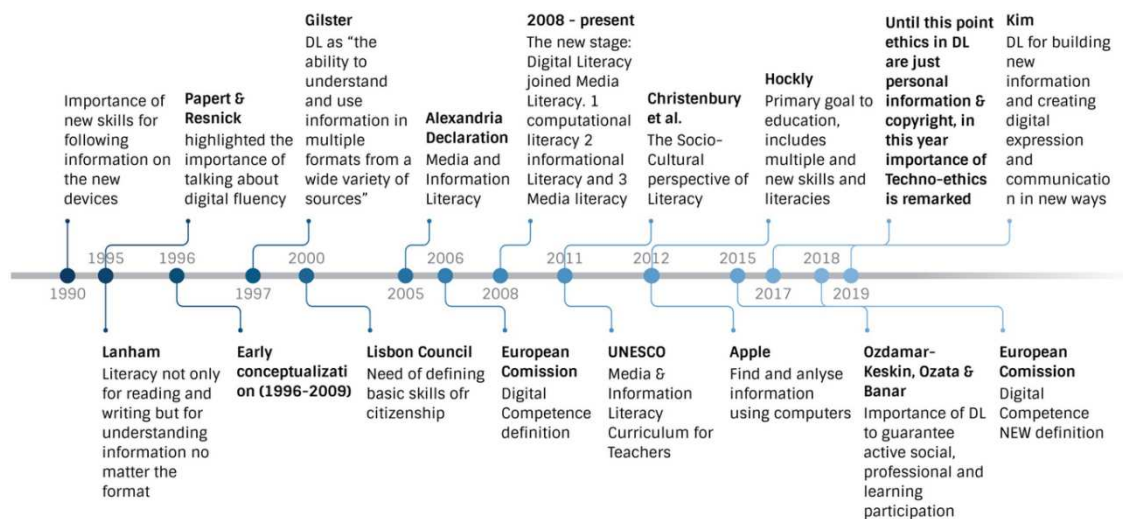 Importance of
new skills for
following
information on
the new
devices
Papert &
Resnick
highlighted the
importance of
talking about
digital fluency
Gilster
DL as “the
ability to
understand
and use
information in
multiple
formats from a
wide variety of
sources”
Alexandria
Declaration
Media and
Information
Literacy
2008 - present
The new stage:
Digital Literacy
joined Media
Literacy. 1
computational
literacy 2
informational
Literacy and 3
Media literacy
Christenbury
et al.
The Socio-
Cultural
perspective of
Literacy
Hockly
Primary goal to
education,
includes
multiple and
new skills and
literacies
Until this point
ethics in DL
are just
personal
information &
copyright, in
this year
importance of
Techno-ethics
is remarked
Kim
DL for building
new
information
and creating
digital
expression
and
communicatio
n in new ways
1995 1996 2000 2006 2011 2012 2015 2018
1990 1997 2005 2008 2017 2019
Lanham
Literacy not only
for reading and
writing but for
understanding
information no
matter the
format
Early
conceptualizati
on (1996-2009)
Lisbon Council
Need of defining
basic skills ofr
citizenship
European
Comission
Digital
Competence
definition
UNESCO
Media &
Information
Literacy
Curriculum for
Teachers
Apple
Find and anlyse
information
using computers
Ozdamar-
Keskin, Ozata &
Banar
Importance of DL
to guarantee
active social,
professional and
learning
participation
European
Comission
Digital
Competence
NEW definition